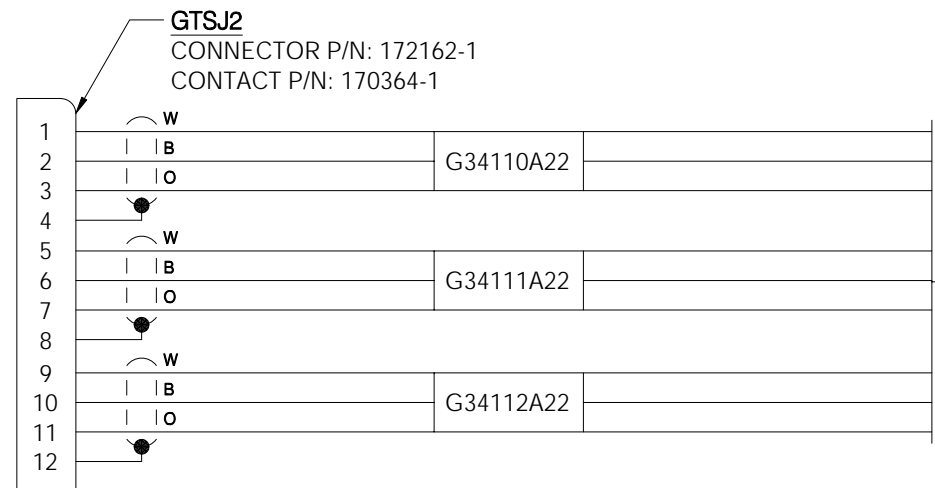 GTSJ2
CONNECTOR P/N: 172162-1
CONTACT P/N: 170364-1
W
1
B
2
G34110A22
O
3
4
W
5
B
6
G34111A22
O
7
8
W
9
B
10
G34112A22
O
11
12